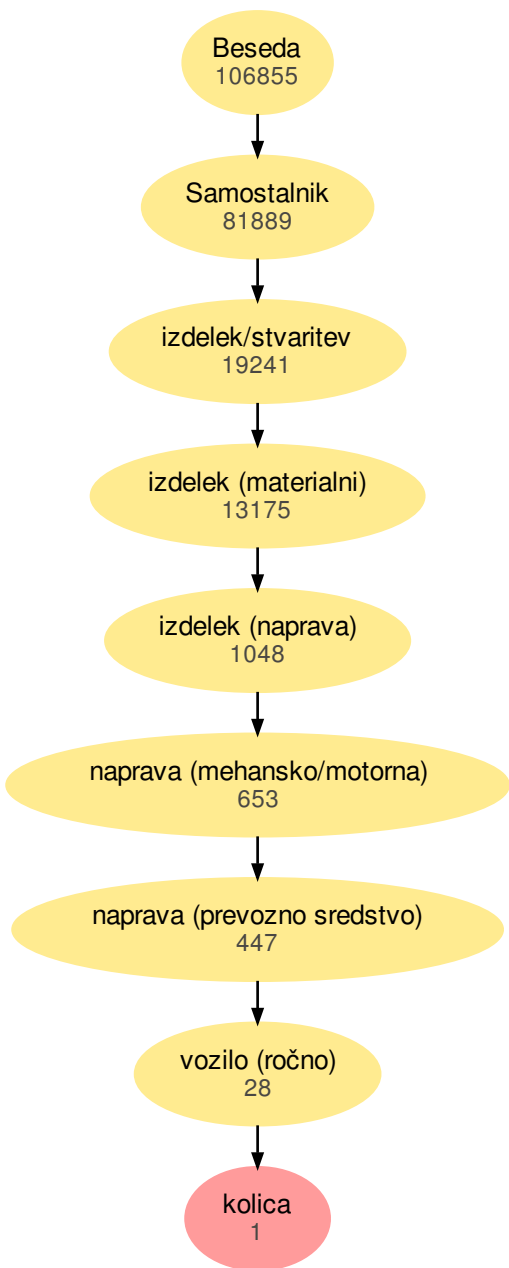 Beseda
106855
Samostalnik
81889
izdelek/stvaritev
19241
izdelek (materialni)
13175
izdelek (naprava)
1048
naprava (mehansko/motorna)
653
naprava (prevozno sredstvo)
447
vozilo (ročno)
28
kolica
1